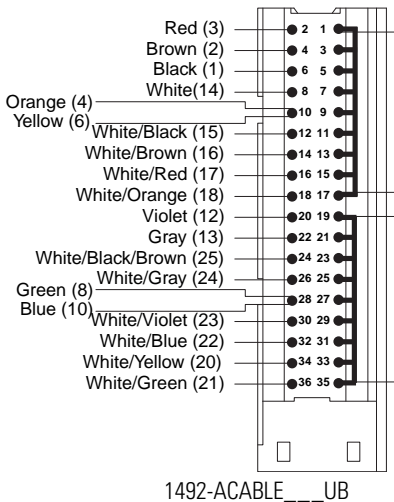 Red (3) 2 1
Brown (2) 4 3
Black (1) 6 5
White(14) 8 7
Orange (4) 10 9
Yellow (6)
White/Black (15) 12 11
White/Brown (16) 14 13
White/Red (17) 16 15
White/Orange (18) 18 17
Violet (12) 20 19
Gray (13) 22 21
White/Black/Brown (25) 24 23
White/Gray (24) 26 25
Green (8) 28 27
Blue (10)
White/Violet (23) 30 29
White/Blue (22) 32 31
White/Yellow (20) 34 33
White/Green (21) 36 35
1492-ACABLE___UB